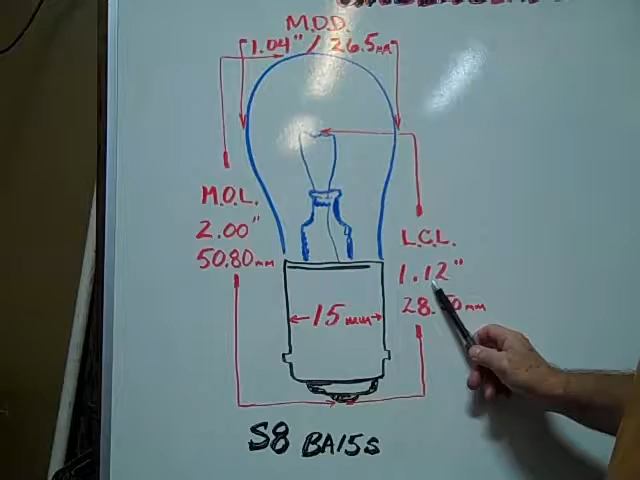 M.O.D.
1.04" / 26.5mm
M.O.L.
2.00"
50.80mm
L.C.L.
1.12"
15mm
S8 BA15s